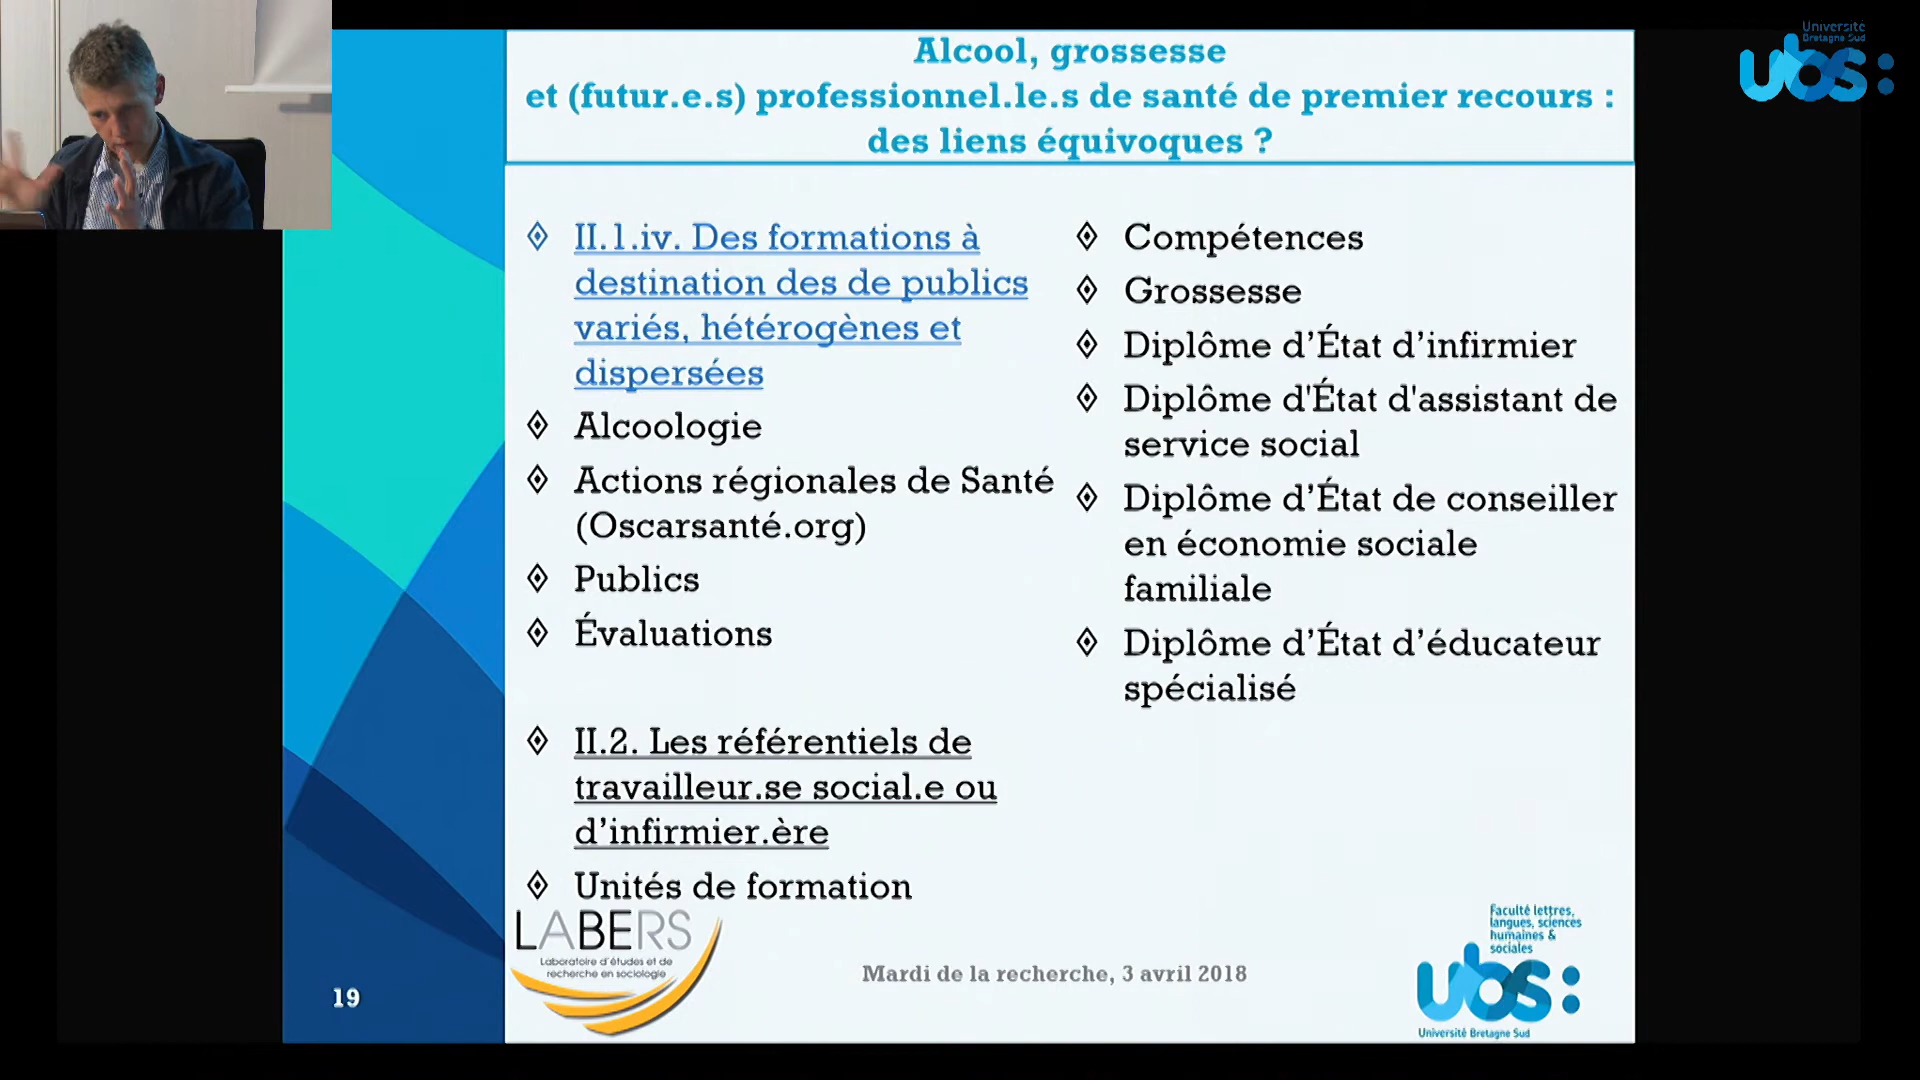 Université
Bretagne Sud
ubs:
Alcool, grossesse
et (futur.e.s) professionnel.le.s de santé de premier recours :
des liens équivoques ?
II.1.iv. Des formations à
destination des de publics
variés, hétérogènes et
dispersées
Alcoologie
Actions régionales de Santé
(Oscarsanté.org)
Publics
Évaluations
II.2. Les référentiels de
travailleur.se social.e ou
d’infirmier.ère
Unités de formation
Compétences
Grossesse
Diplôme d’État d’infirmier
Diplôme d'État d'assistant de
service social
Diplôme d’État de conseiller
en économie sociale
familiale
Diplôme d’État d’éducateur
spécialisé
LABERS
Laboratoire d'études et de
recherche en sociologie
19
Mardi de la recherche, 3 avril 2018
Faculté lettres,
langues, sciences
humaines &
sociales
ubs:
Université Bretagne Sud